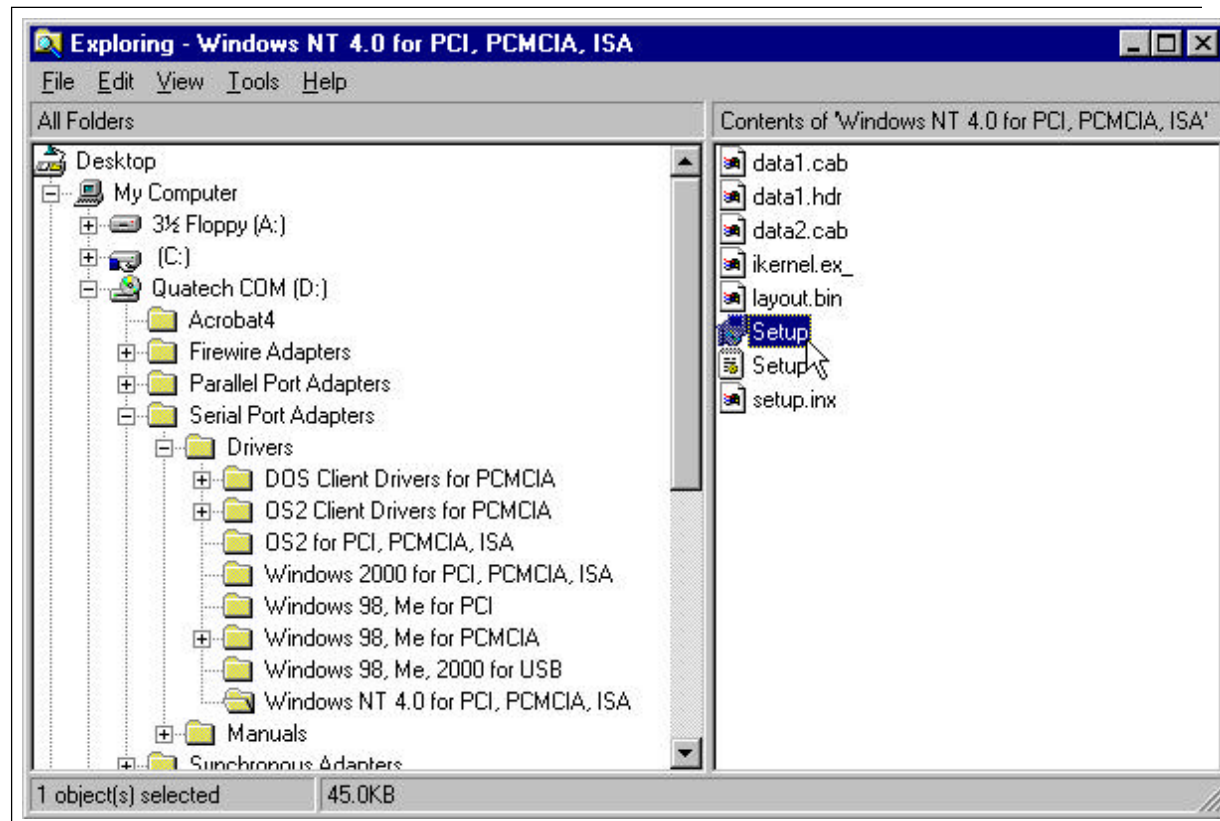 Exploring - Windows NT 4.0 for PCI, PCMCIA, ISA
File Edit View Tools Help
All Folders
Contents of 'Windows NT 4.0 for PCI, PCMCIA, ISA'
Desktop
My Computer
3½ Floppy (A:)
(C:)
Quatech COM (D:)
Acrobat4
Firewire Adapters
Parallel Port Adapters
Serial Port Adapters
Drivers
DOS Client Drivers for PCMCIA
OS2 Client Drivers for PCMCIA
OS2 for PCI, PCMCIA, ISA
Windows 2000 for PCI, PCMCIA, ISA
Windows 98, Me for PCI
Windows 98, Me for PCMCIA
Windows 98, Me, 2000 for USB
Windows NT 4.0 for PCI, PCMCIA, ISA
Manuals
Synchronous Adapters
data1.cab
data1.hdr
data2.cab
ikernel.ex_
layout.bin
Setup
Setup
setup.inx
1 object(s) selected
45.0KB